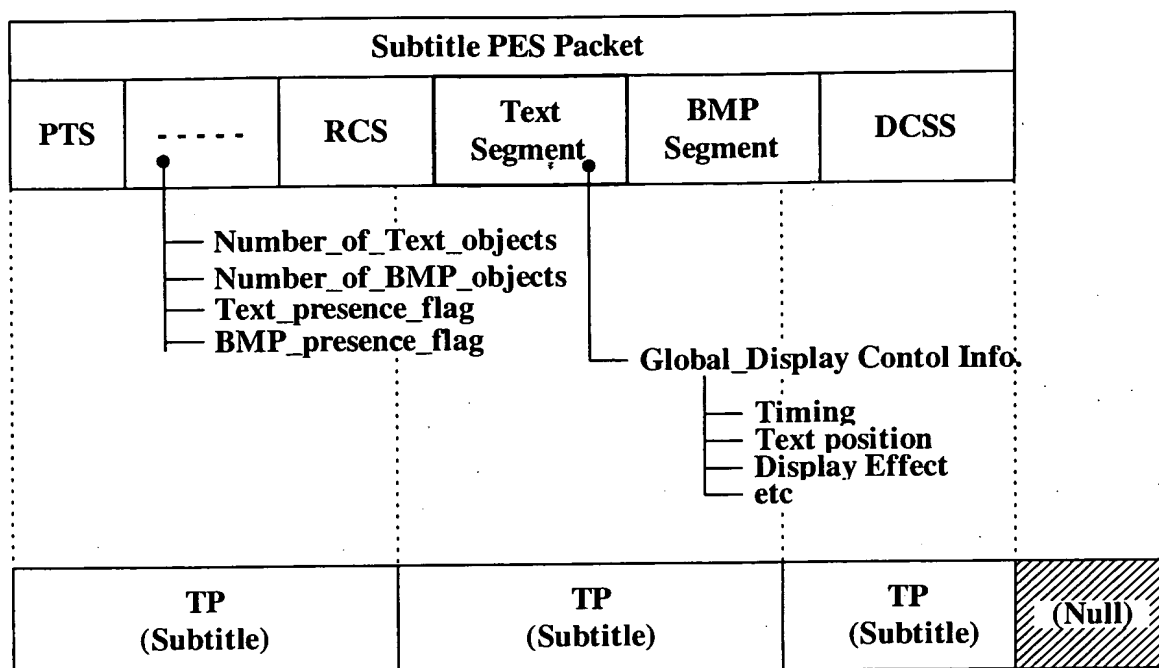 Subtitle PES Packet
PTS
- - - - -
RCS
Text
Segment
BMP
Segment
DCSS
Number_of_Text_objects
Number_of_BMP_objects
Text_presence_flag
BMP_presence_flag
Global_Display Contol Info.
Timing
Text position
Display Effect
etc
TP
(Subtitle)
TP
(Subtitle)
TP
(Subtitle)
(Null)